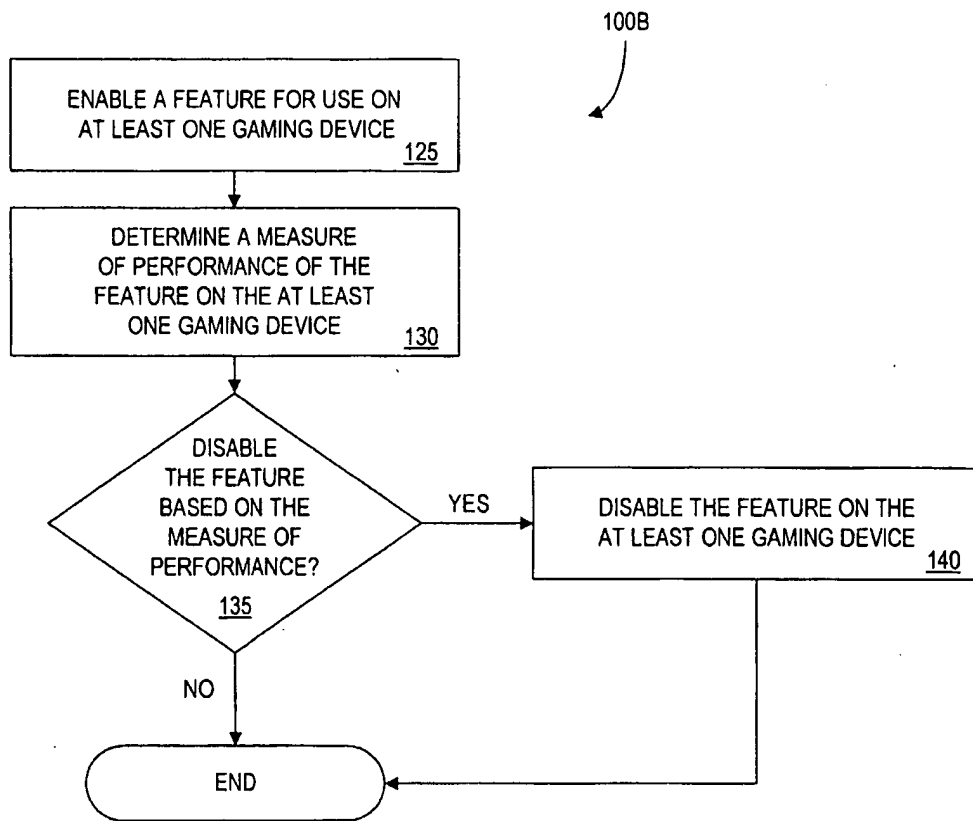 100B
ENABLE A FEATURE FOR USE ON
AT LEAST ONE GAMING DEVICE
125
DETERMINE A MEASURE
OF PERFORMANCE OF THE
FEATURE ON THE AT LEAST
ONE GAMING DEVICE
130
DISABLE
THE FEATURE
BASED ON THE
MEASURE OF
PERFORMANCE?
135
YES
DISABLE THE FEATURE ON THE
AT LEAST ONE GAMING DEVICE
140
NO
END